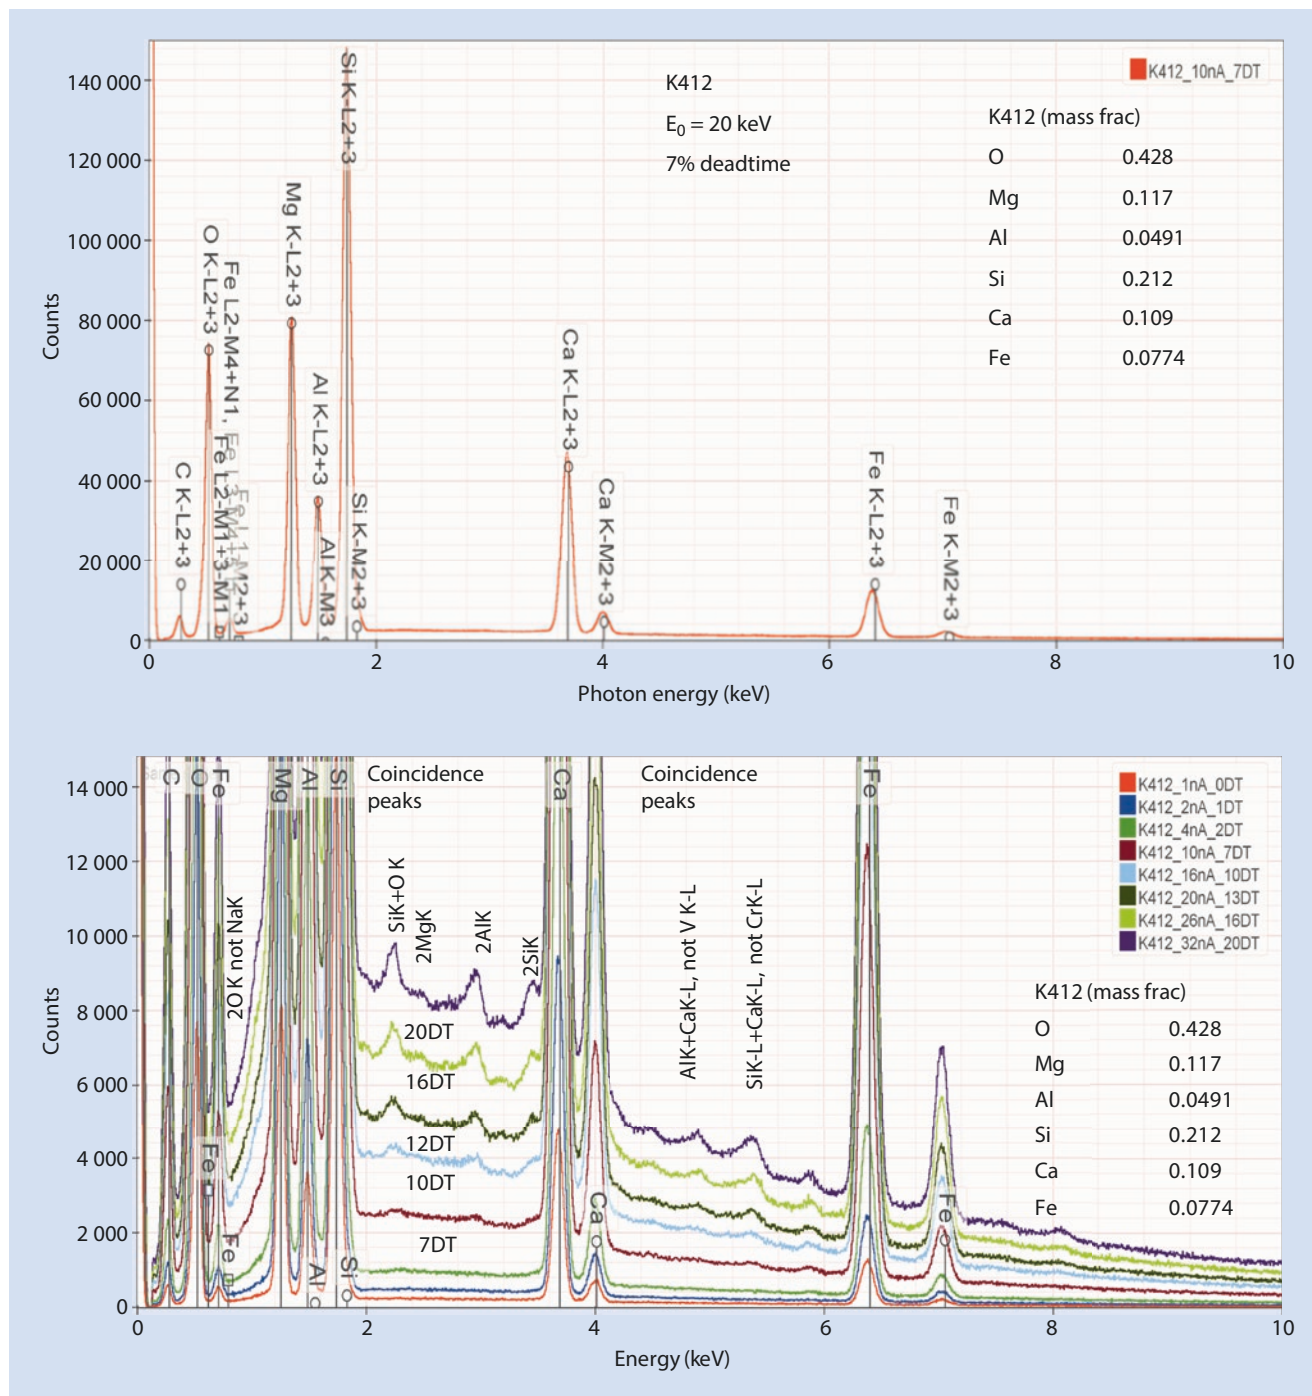 140 000
120 000
100 000
80 000
60 000
40 000
20 000
0
Counts
C K-L2+3
O K-L2+3
Fe L2-M4+N1, Fe L3-M4+
Fe L2-M1+3-M1
Fe L1-M2+3
Mg K-L2+3
Al K-L2+3
Al K-M3
Si K-L2+3
Si K-M2+3
Ca K-L2+3
Ca K-M2+3
Fe K-L2+3
Fe K-M2+3
K412
E0 = 20 keV
7% deadtime
K412_10nA_7DT
K412 (mass frac)
O 0.428
Mg 0.117
Al 0.0491
Si 0.212
Ca 0.109
Fe 0.0774
0 2 4 6 8 10
Photon energy (keV)
14 000
12 000
10 000
8 000
6 000
4 000
2 000
0
Counts
C O Fe Mg Al Si Ca Fe
Coincidence
peaks
Coincidence
peaks
2O K not NaK
SiK+O K
2MgK
2AlK
2SiK
AlK+CaK-L, not V K-L
SiK-L+CaK-L, not CrK-L
20DT
16DT
12DT
10DT
7DT
Fe
Fe
Al
Si
Ca
Fe
K412_1nA_0DT
K412_2nA_1DT
K412_4nA_2DT
K412_10nA_7DT
K412_16nA_10DT
K412_20nA_13DT
K412_26nA_16DT
K412_32nA_20DT
K412 (mass frac)
O 0.428
Mg 0.117
Al 0.0491
Si 0.212
Ca 0.109
Fe 0.0774
0 2 4 6 8 10
Energy (keV)